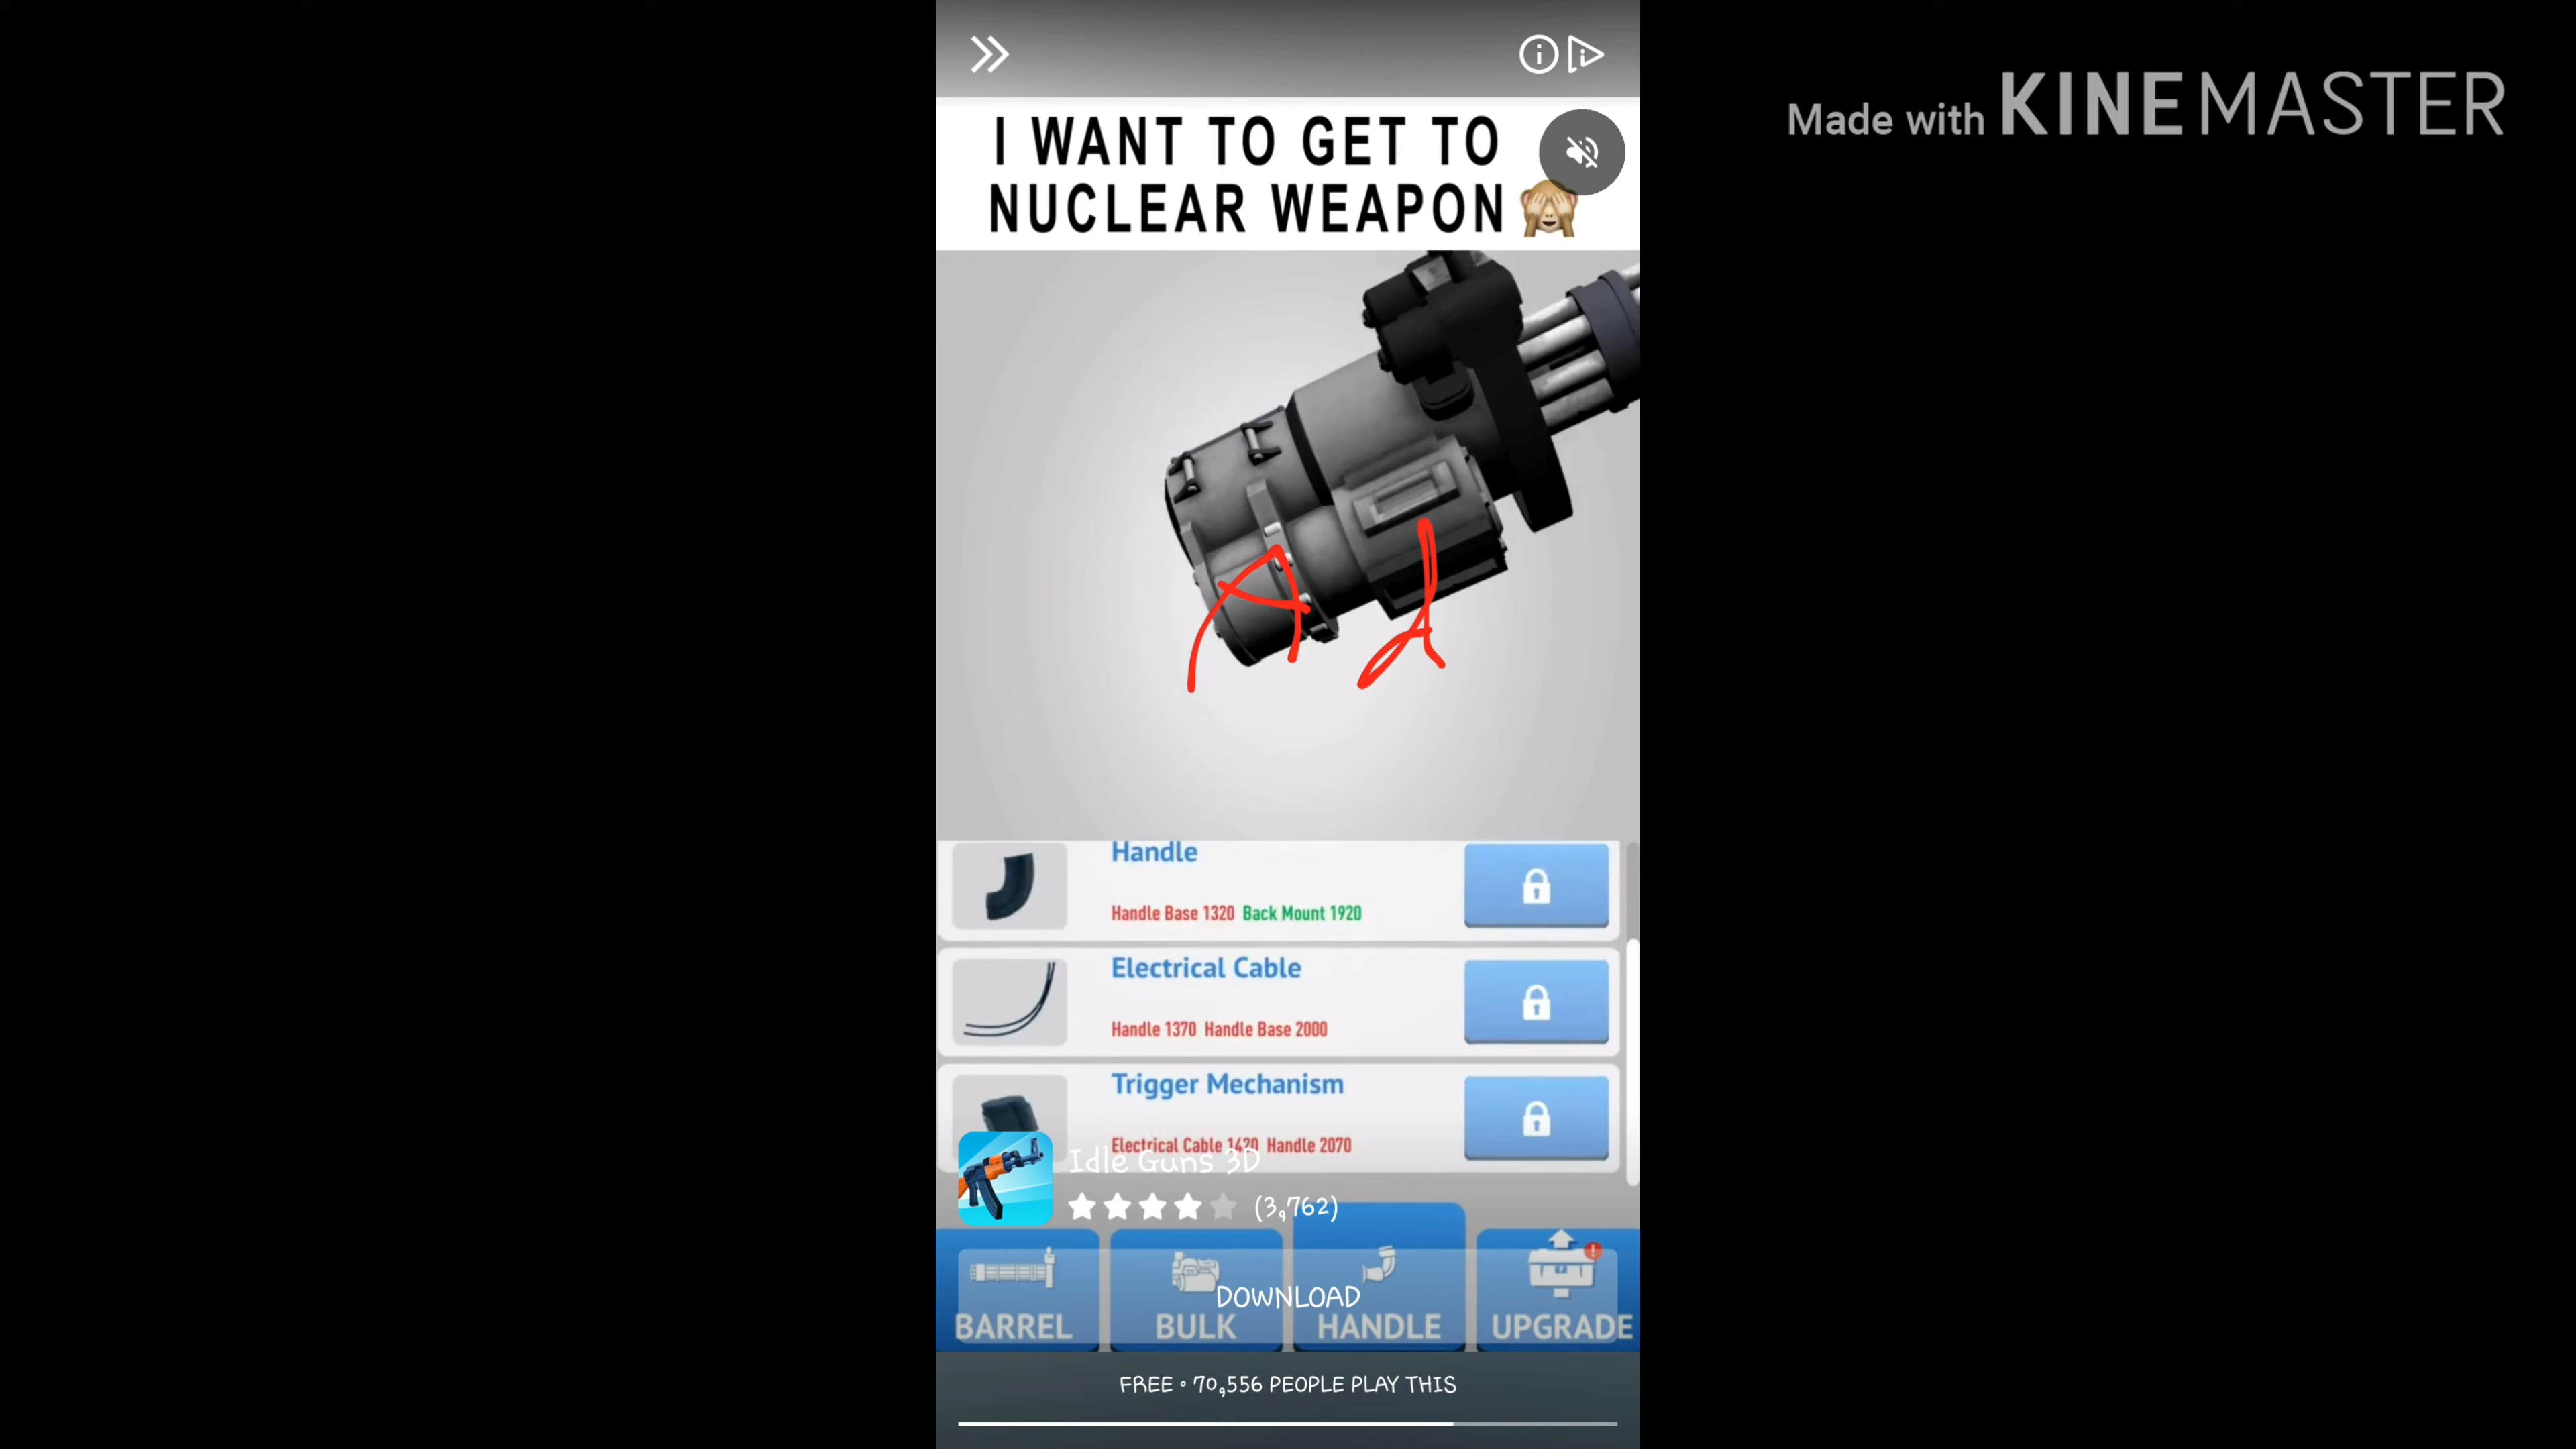 Made with KINEMASTER
I WANT TO GET TO
NUCLEAR WEAPON
Ad
Handle
Handle Base 1320 Back Mount 1920
Electrical Cable
Handle 1370 Handle Base 2000
Trigger Mechanism
Electrical Cable 1420 Handle 2070
Idle Guns 3D
(3,762)
DOWNLOAD
BARREL BULK HANDLE UPGRADE
FREE • 70,556 PEOPLE PLAY THIS